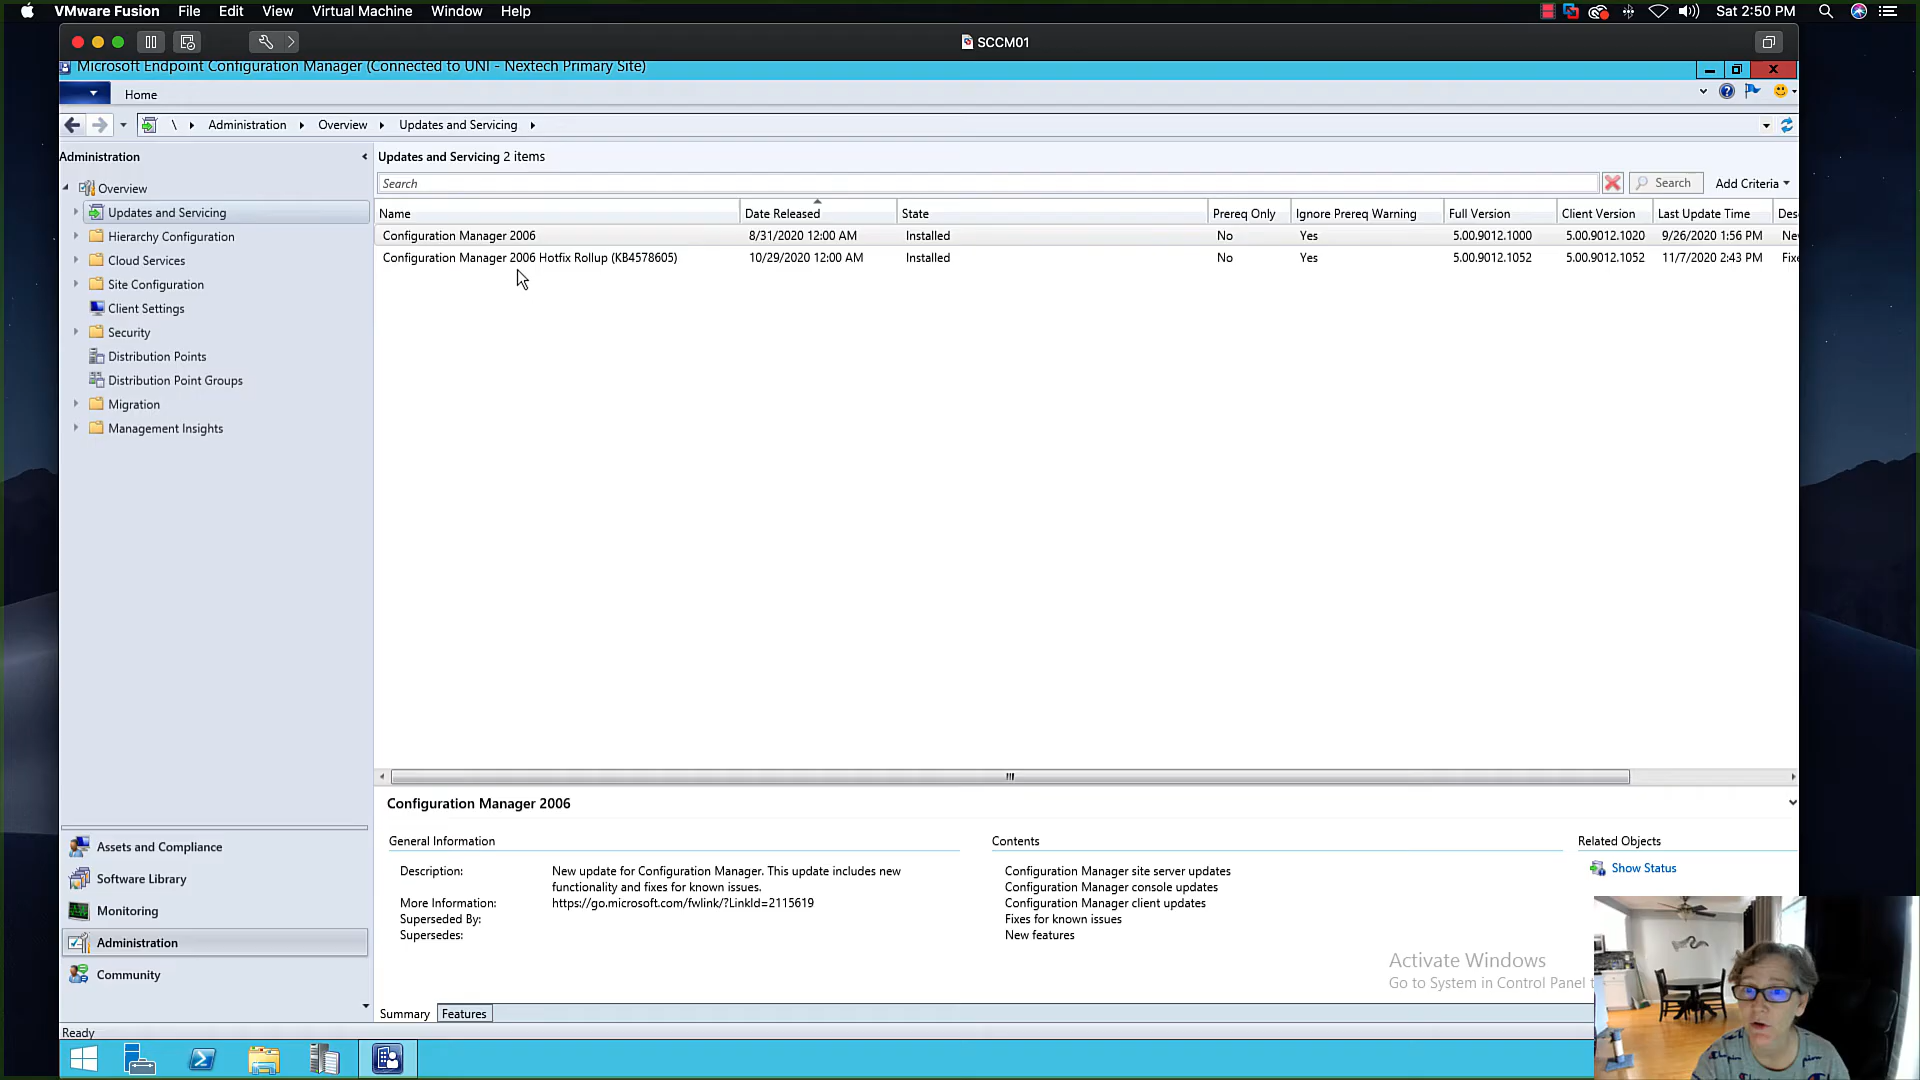 VMware Fusion File Edit View Virtual Machine Window Help Sat 2:50 PM
SCCM01
Microsoft Endpoint Configuration Manager (Connected to UNI - Nextech Primary Site)
Home
\ Administration Overview Updates and Servicing
Administration
Overview
Updates and Servicing
Hierarchy Configuration
Cloud Services
Site Configuration
Client Settings
Security
Distribution Points
Distribution Point Groups
Migration
Management Insights
Assets and Compliance
Software Library
Monitoring
Administration
Community
Updates and Servicing 2 items
Search Search Add Criteria
Name Date Released State Prereq Only Ignore Prereq Warning Full Version Client Version Last Update Time Des
Configuration Manager 2006 8/31/2020 12:00 AM Installed No Yes 5.00.9012.1000 5.00.9012.1020 9/26/2020 1:56 PM Ne
Configuration Manager 2006 Hotfix Rollup (KB4578605) 10/29/2020 12:00 AM Installed No Yes 5.00.9012.1052 5.00.9012.1052 11/7/2020 2:43 PM Fix
Configuration Manager 2006
General Information
Description: New update for Configuration Manager. This update includes new
functionality and fixes for known issues.
More Information: https://go.microsoft.com/fwlink/?LinkId=2115619
Superseded By:
Supersedes:
Contents
Configuration Manager site server updates
Configuration Manager console updates
Configuration Manager client updates
Fixes for known issues
New features
Related Objects
Show Status
Activate Windows
Go to System in Control Panel t
Summary Features
Ready